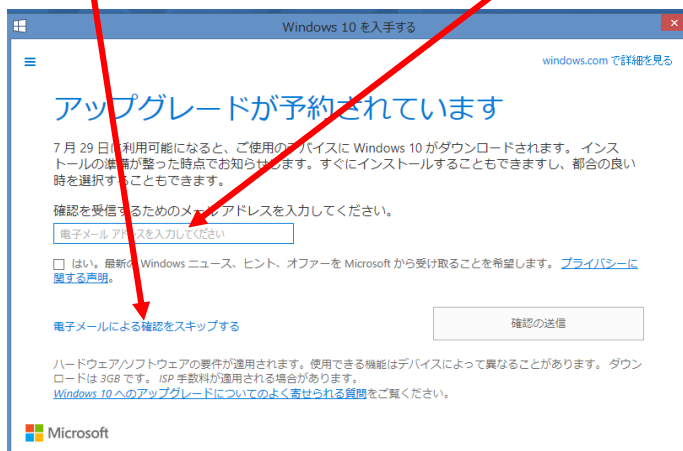 Windows 10 を入手する
windows.com で詳細を見る
アップグレードが予約されています
7 月 29 日に利用可能になると、ご使用のデバイスに Windows 10 がダウンロードされます。 インス
トールの準備が整った時点でお知らせします。すぐにインストールすることもできますし、都合の良い
時を選択することもできます。
確認を受信するためのメール アドレスを入力してください。
電子メール アドレスを入力してください
はい。最新の Windows ニュース、ヒント、オファーを Microsoft から受け取ることを希望します。 プライバシーに
関する声明。
電子メールによる確認をスキップする
確認の送信
ハードウェア/ソフトウェアの要件が適用されます。使用できる機能はデバイスによって異なることがあります。 ダウン
ロードは 3GB です。 ISP 手数料が適用される場合があります。
Windows 10 へのアップグレードについてのよく寄せられる質問をご覧ください。
Microsoft